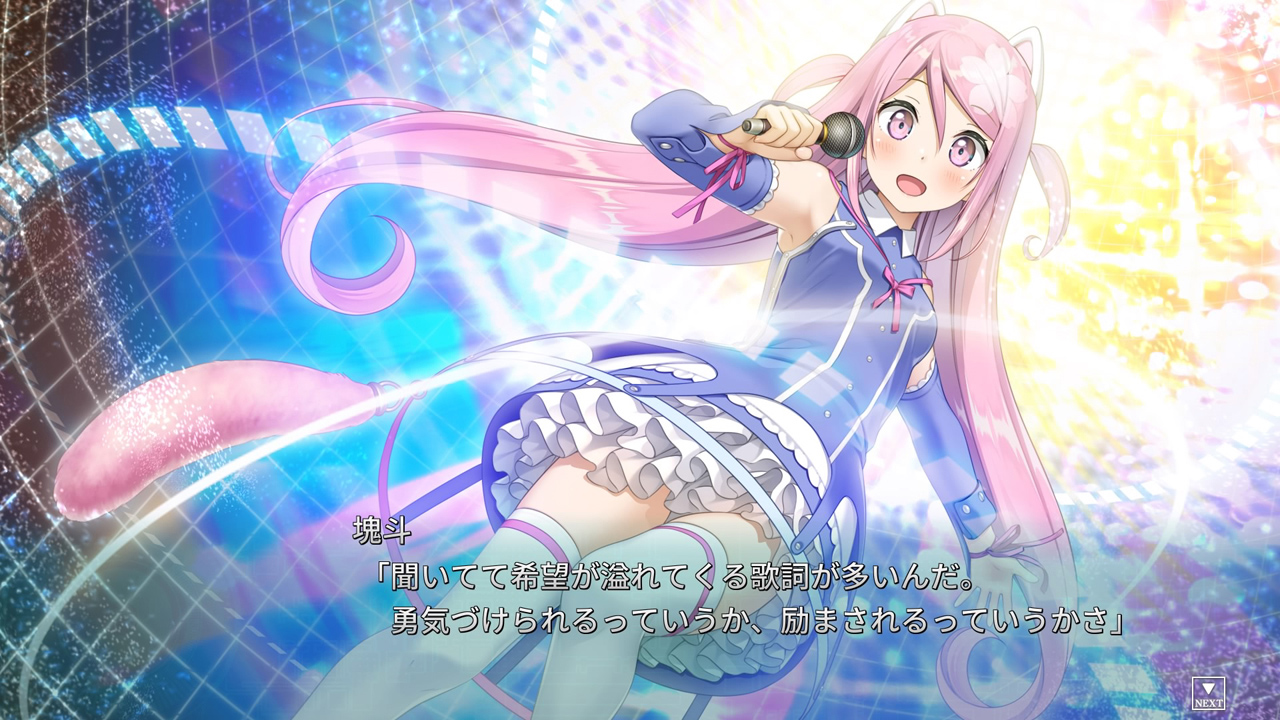 塊斗
「聞いてて希望が溢れてくる歌詞が多いんだ。
勇気づけられるっていうか、励まされるっていうかさ」
NEXT